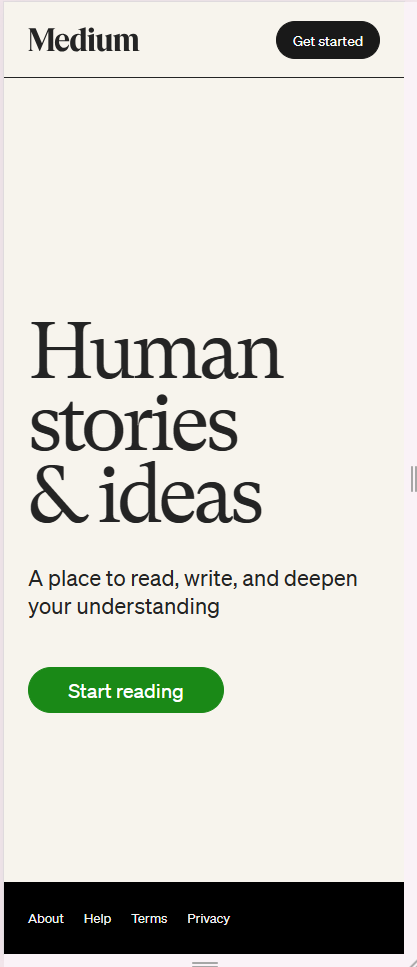 Medium
Get started
Human
stories
& ideas
A place to read, write, and deepen
your understanding
Start reading
About Help Terms Privacy